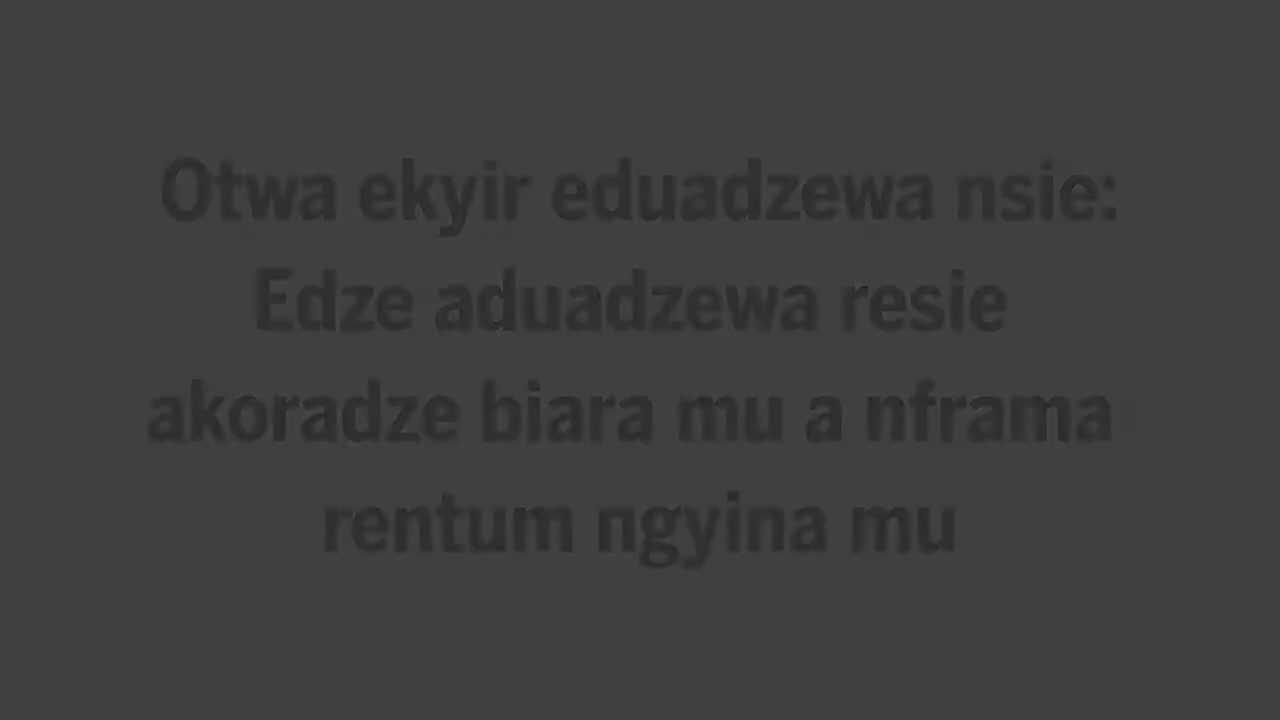 Otwa ekyir eduadzewa nsie:
Edze aduadzewa resie
akoradze biara mu a nframa
rentum ngyina mu